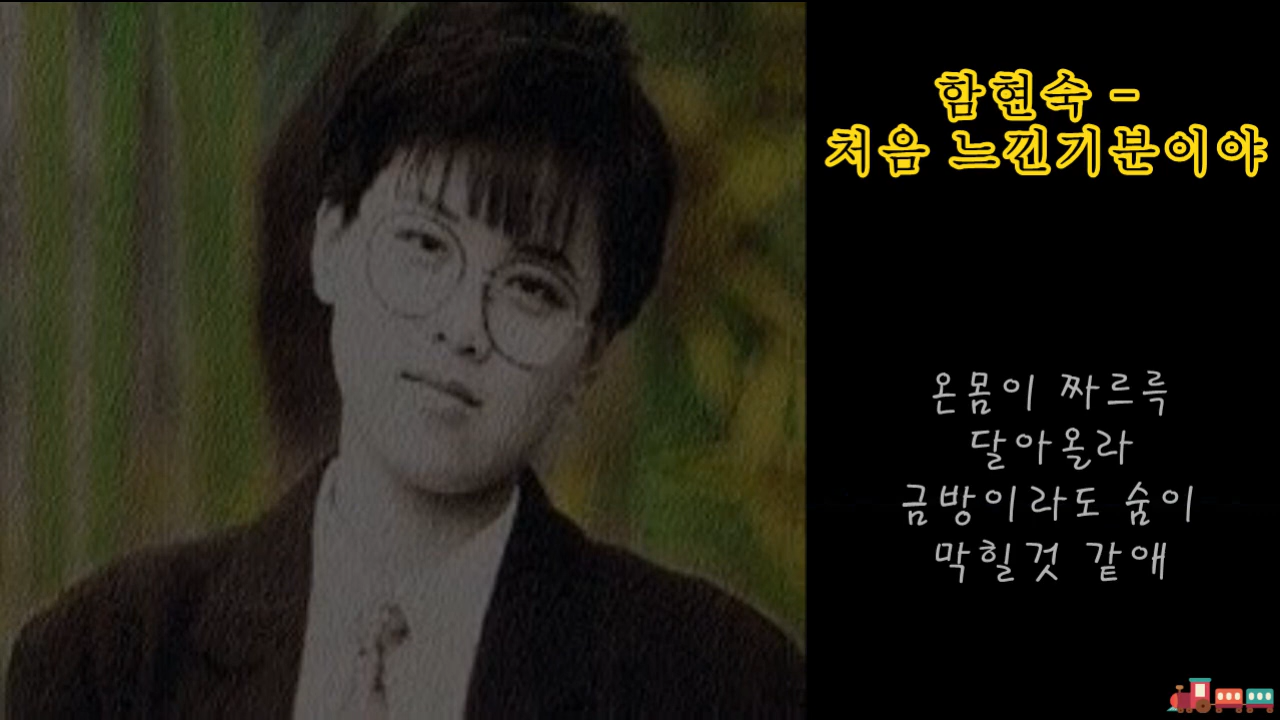 함현숙 -
처음 느낀기분이야
온몸이 짜르륵
달아올라
금방이라도 숨이
막힐것 같애